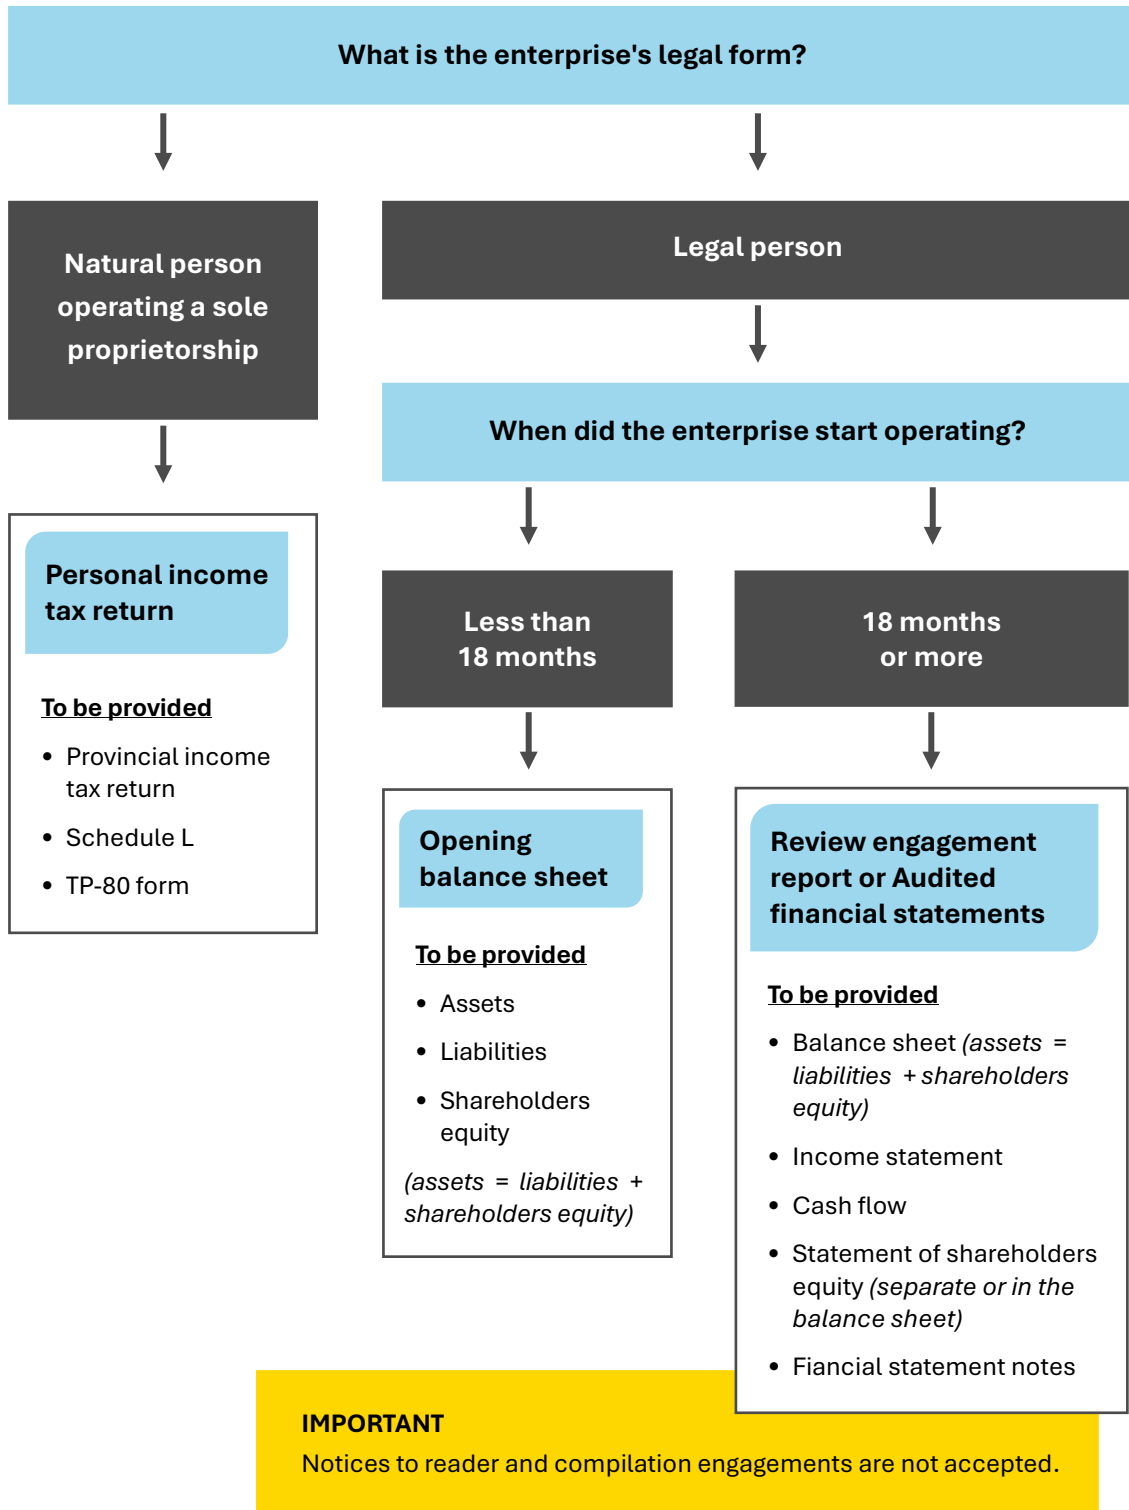 What is the enterprise's legal form?
Natural person
operating a sole
proprietorship
Personal income
tax return
To be provided
• Provincial income
tax return
• Schedule L
• TP-80 form
Legal person
When did the enterprise start operating?
Less than
18 months
Opening
balance sheet
To be provided
• Assets
• Liabilities
• Shareholders
equity
(assets = liabilities +
shareholders equity)
18 months
or more
Review engagement
report or Audited
financial statements
To be provided
• Balance sheet (assets =
liabilities + shareholders
equity)
• Income statement
• Cash flow
• Statement of shareholders
equity (separate or in the
balance sheet)
• Fiancial statement notes
IMPORTANT
Notices to reader and compilation engagements are not accepted.